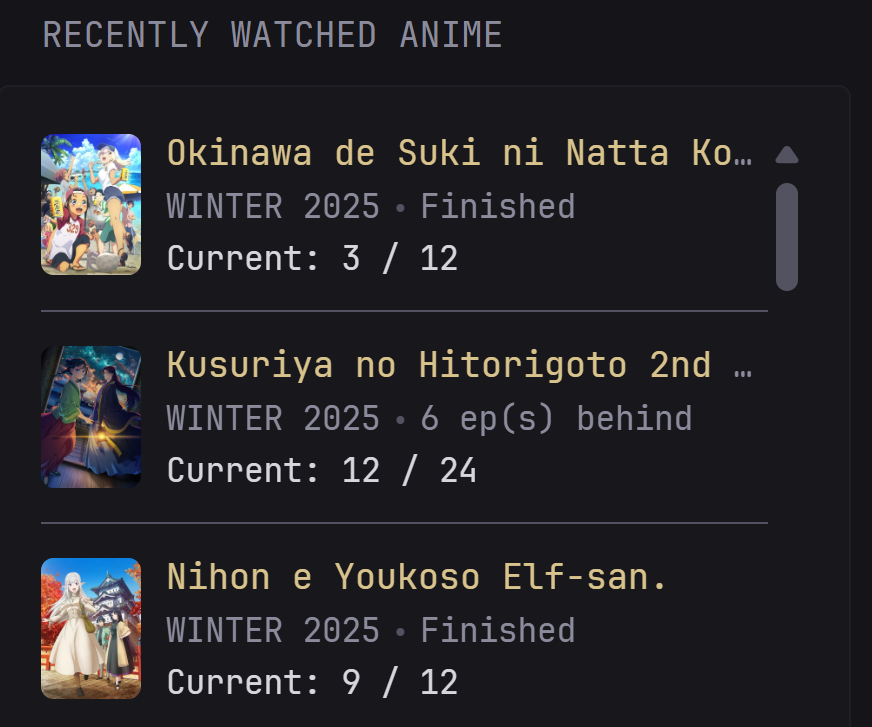 RECENTLY WATCHED ANIME
Okinawa de Suki ni Natta Ko…
WINTER 2025 • Finished
Current: 3 / 12
Kusuriya no Hitorigoto 2nd …
WINTER 2025 • 6 ep(s) behind
Current: 12 / 24
Nihon e Youkoso Elf-san.
WINTER 2025 • Finished
Current: 9 / 12